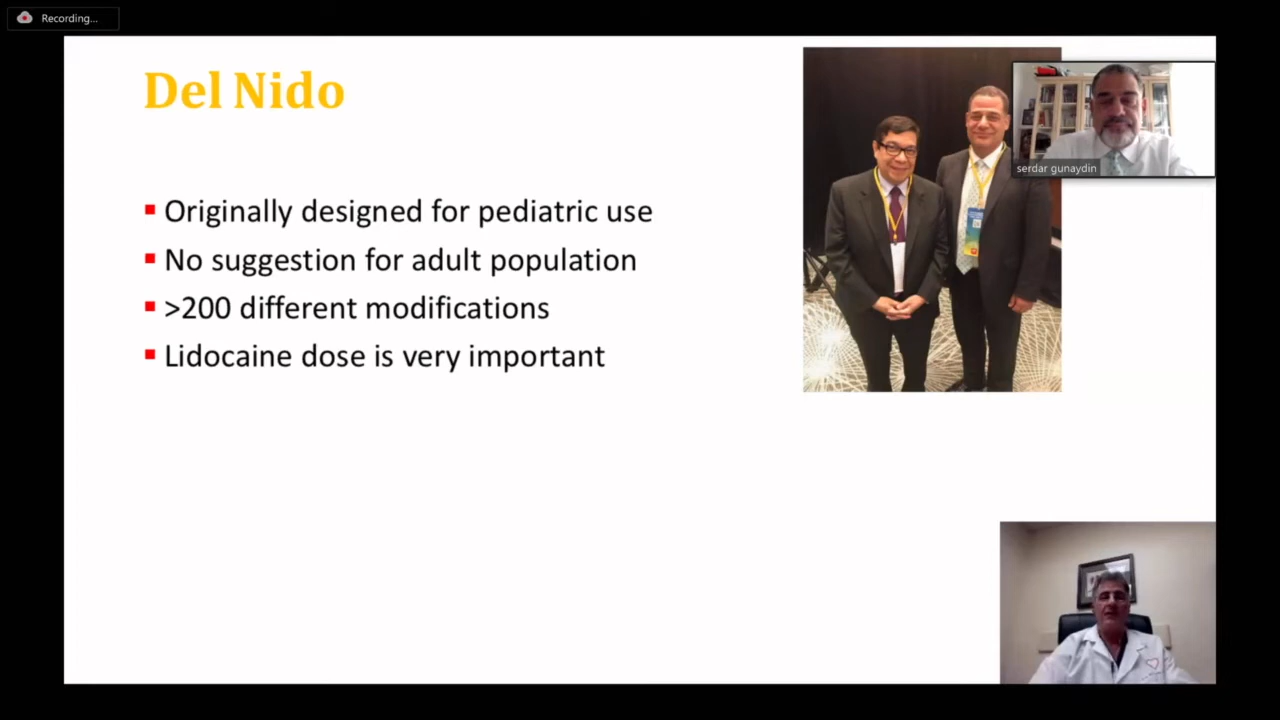 Recording...
Del Nido
Originally designed for pediatric use
No suggestion for adult population
>200 different modifications
Lidocaine dose is very important
serdar gunaydin